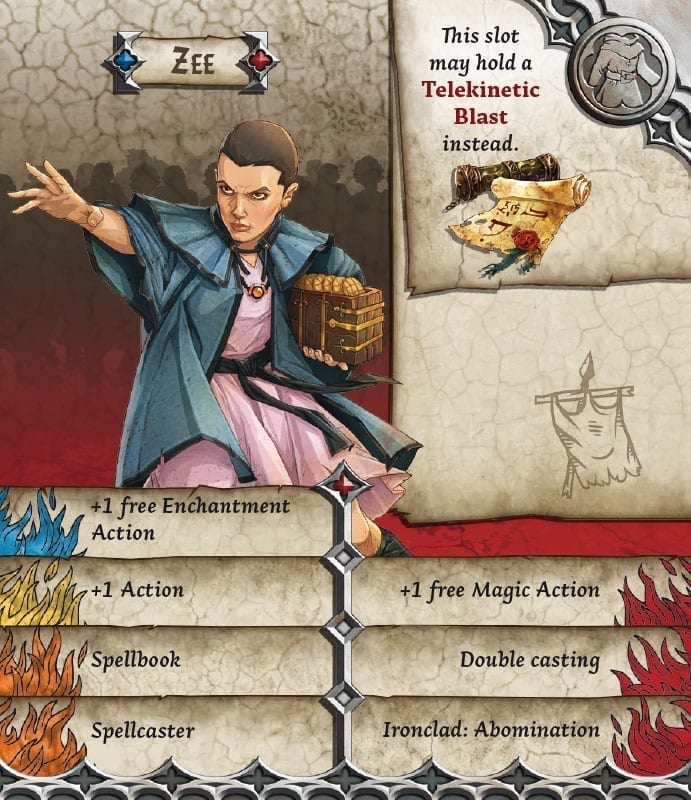 Zee
This slot
may hold a
Telekinetic
Blast
instead.
+1 free Enchantment
Action
+1 Action
+1 free Magic Action
Spellbook
Double casting
Spellcaster
Ironclad: Abomination